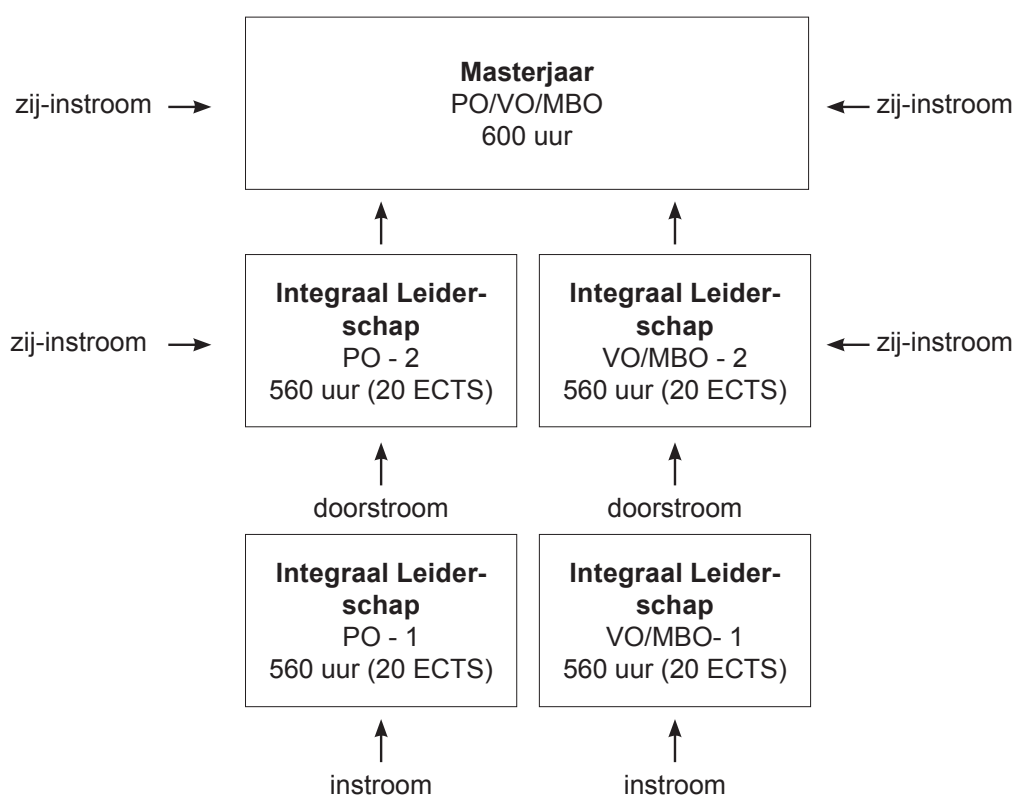 Masterjaar
zij-instroom
PO/VO/MBO
zij-instroom
600 uur
Integraal Leider-
schap
PO - 2
560 uur (20 ECTS)
Integraal Leider-
schap
VO/MBO - 2
560 uur (20 ECTS)
zij-instroom
zij-instroom
doorstroom
doorstroom
Integraal Leider-
schap
PO - 1
560 uur (20 ECTS)
Integraal Leider-
schap
VO/MBO- 1
560 uur (20 ECTS)
instroom
instroom